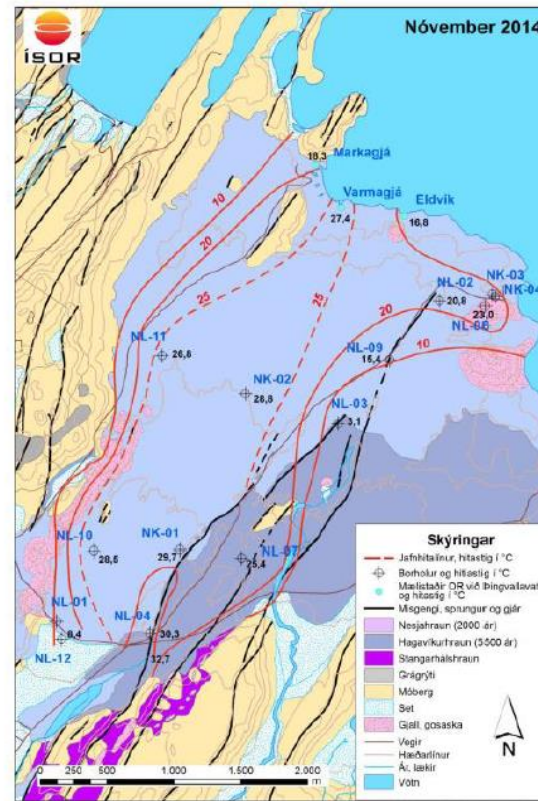 ÍSOR
Nóvember 2014
18,3
Markagjá
Varmagjá
Eldvík
27,4
16,8
10
20
25
25
NK-03
NL-02
NK-04
20,8
23,0
NL-06
20
10
NL-11
26,8
NL-09
15,4
NK-02
28,8
NL-03
3,1
NL-10
28,5
NK-01
29,7
NL-07
25,4
NL-01
8,4
NL-12
NL-04
30,3
32,7
Skýringar
Jafnhitalínur, hitastig í °C
Borholur og hitastig í °C
Mælistaðir OR við Þingvallavatn
og hitastig í °C
Misgengi, sprungur og gjár
Nesjahraun (2000 ár)
Hagavíkurhraun (5500 ár)
Stangarhálshraun
Grágrýti
Móberg
Set
Gjall, gosaska
Vegir
Hæðarlínur
Ár, lækir
Vötn
N
0 250 500 1.000 1.500 2.000
m